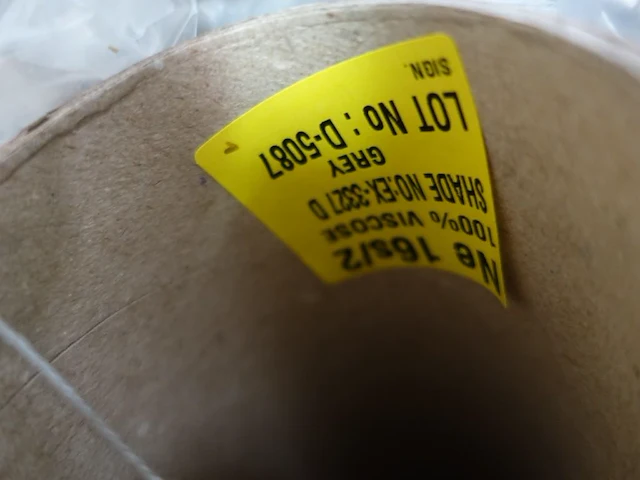 Ne 16s/2
100% VISCOSE
SHADE NO:EX-3327 D
GREY
LOT No : D-5087
SIGN.